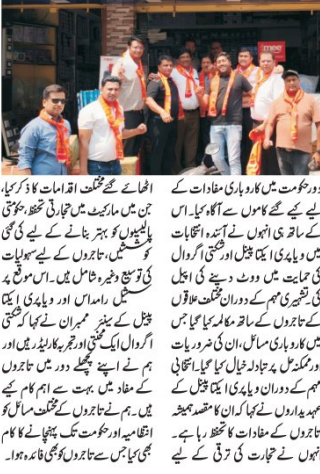 mee
دور حکومت میں کاروباری مفادات کے
لیے کیے گئے کاموں سے آگاہ کیا۔ اس
کے ساتھ ہی انہوں نے آئندہ انتخابات
میں ویاپری ایکتا پینل اور شکتی اگروال
کی حمایت میں ووٹ دینے کی اپیل
کی تشہیری مہم کے دوران مختلف علاقوں
کے تاجروں کے ساتھ مکالمہ کیا گیا جس
میں کاروباری مسائل، ان کی ضروریات
اور ممکنہ حل پر تبادلہ خیال کیا گیا۔ انتخابی
مہم کے دوران ویاپری ایکتا پینل کے
عہدیداروں نے کہا کہ ان کا مقصد ہمیشہ
تاجروں کے مفادات کا تحفظ رہا ہے۔
انہوں نے تجارت کی ترقی کے لیے
اٹھائے گئے مختلف اقدامات کا ذکر کیا،
جن میں مارکیٹ میں تجارتی تحفظ، حکومتی
پالیسیوں کو بہتر بنانے کے لیے کی گئی
کوششیں، تاجروں کے لیے سہولیات
کی توسیع وغیرہ شامل ہیں۔ اس موقع پر
سنیل رامداس اور ویاپری ایکتا
پینل کے سینئر ممبران نے کہا کہ شکتی
اگروال ایک محنتی اور تجربہ کار لیڈر ہیں اور
ہم نے اپنے پچھلے دور میں تاجروں
کے مفاد میں بہت سے اہم کام کیے
ہیں۔ ہم نے تاجروں کے مختلف مسائل کو
انتظامیہ اور حکومت تک پہنچانے کا کام
بھی کیا جس سے تاجروں کو بھی فائدہ ہوا۔